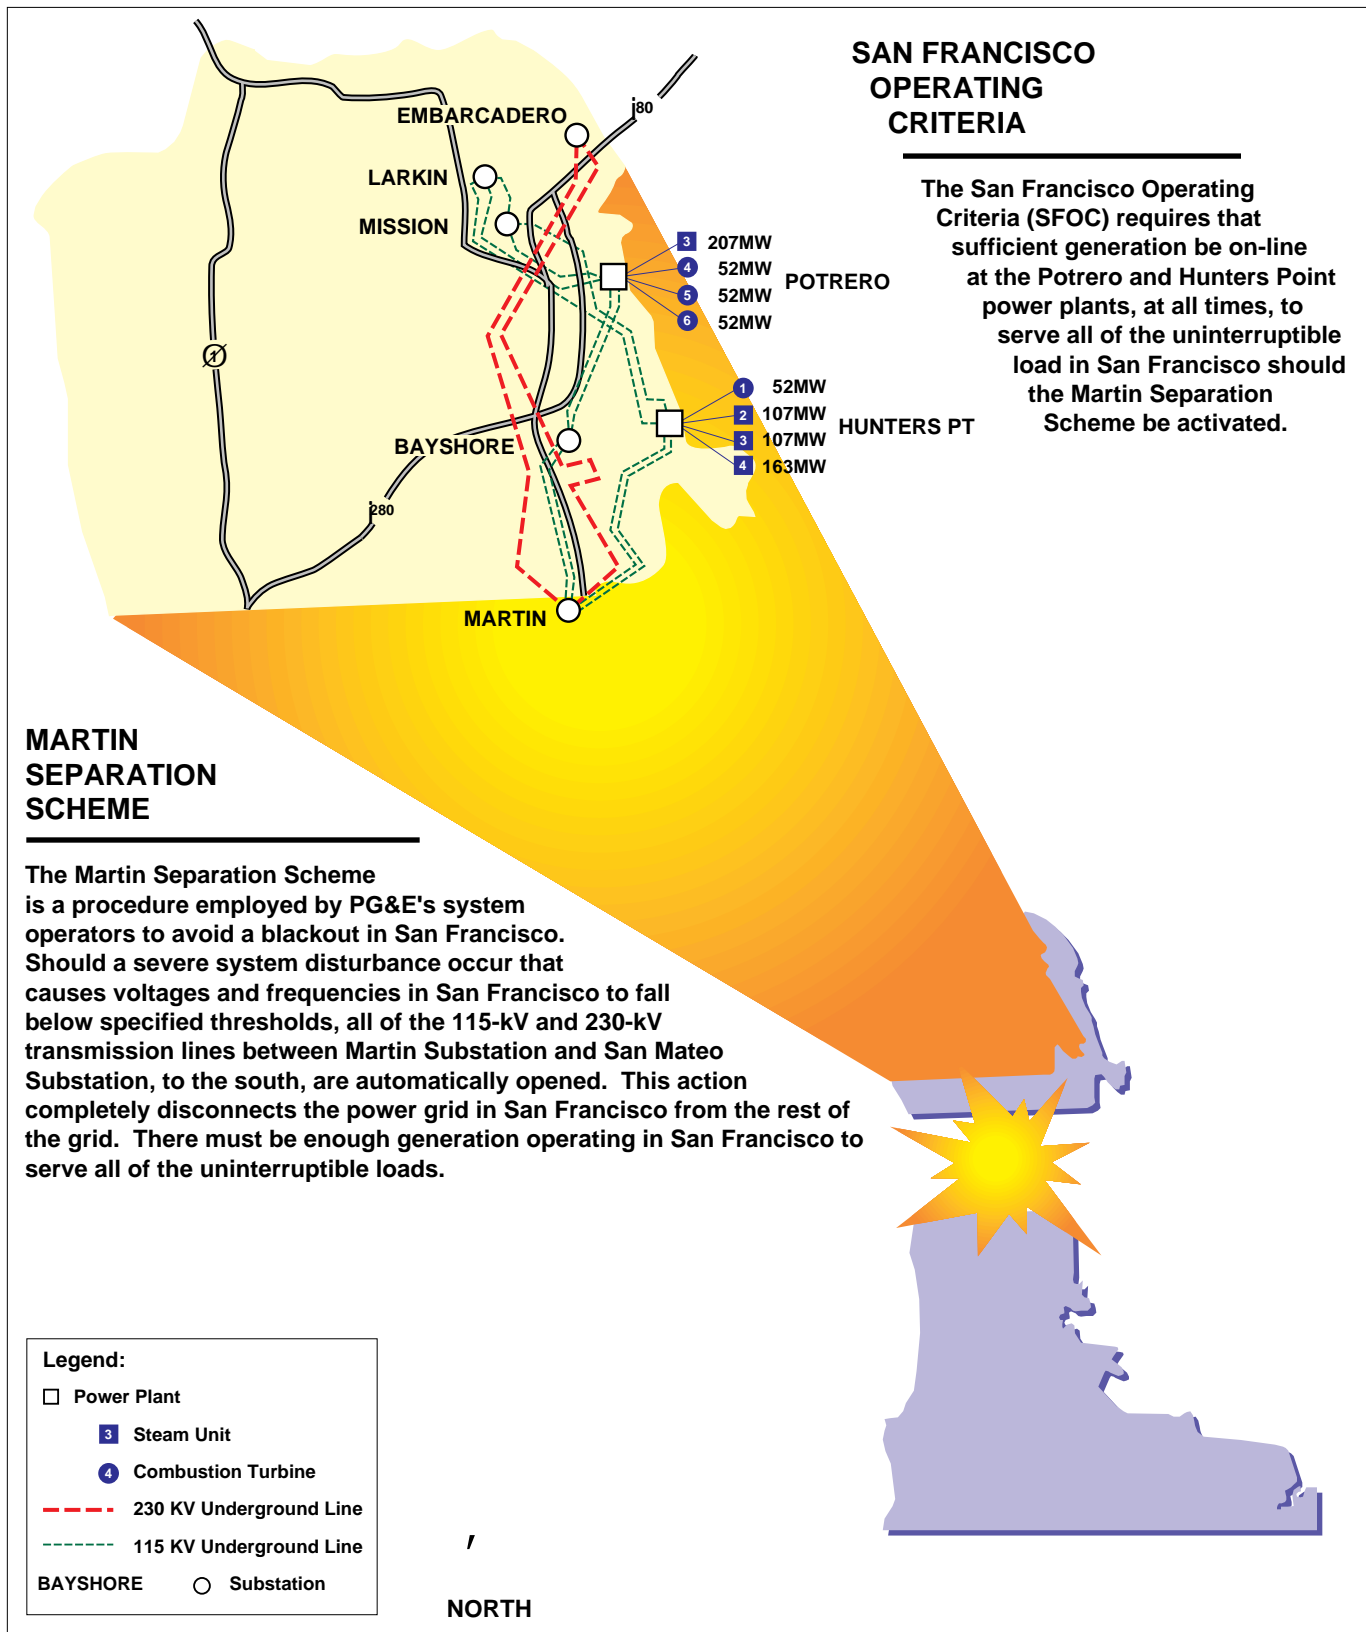 SAN FRANCISCO
OPERATING
CRITERIA
The San Francisco Operating
Criteria (SFOC) requires that
sufficient generation be on-line
at the Potrero and Hunters Point
power plants, at all times, to
serve all of the uninterruptible
load in San Francisco should
the Martin Separation
Scheme be activated.
EMBARCADERO
j80
LARKIN
MISSION
3 207MW
4 52MW
POTRERO
5 52MW
6 52MW
1
1 52MW
2 107MW
HUNTERS PT
3 107MW
4 163MW
BAYSHORE
j280
MARTIN
MARTIN
SEPARATION
SCHEME
The Martin Separation Scheme
is a procedure employed by PG&E's system
operators to avoid a blackout in San Francisco.
Should a severe system disturbance occur that
causes voltages and frequencies in San Francisco to fall
below specified thresholds, all of the 115-kV and 230-kV
transmission lines between Martin Substation and San Mateo
Substation, to the south, are automatically opened.  This action
completely disconnects the power grid in San Francisco from the rest of
the grid.  There must be enough generation operating in San Francisco to
serve all of the uninterruptible loads.
Legend:
Power Plant
3 Steam Unit
4 Combustion Turbine
230 KV Underground Line
115 KV Underground Line
BAYSHORE Substation
,
NORTH